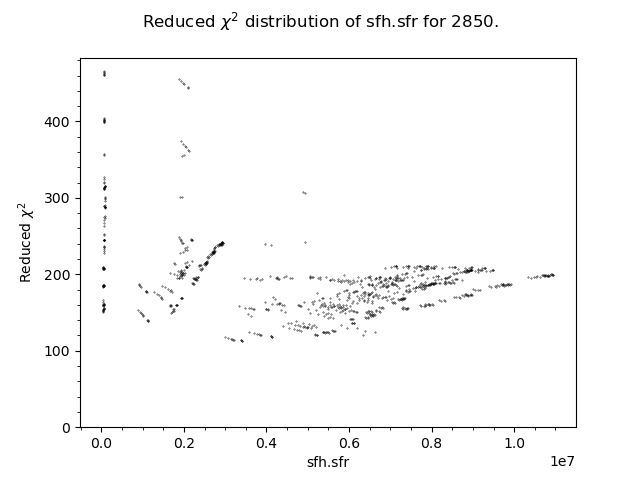 Reduced χ² distribution of sfh.sfr for 2850.
Reduced χ²
400
300
200
100
0
0.0 0.2 0.4 0.6 0.8 1.0
1e7
sfh.sfr